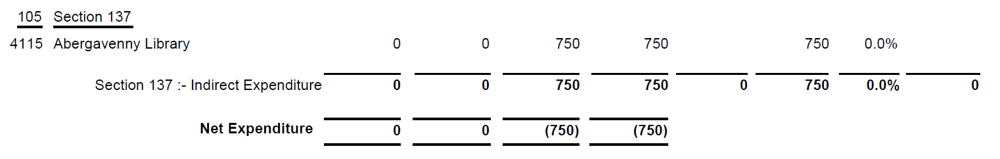 105 Section 137
4115 Abergavenny Library 0 0 750 750 750 0.0%
Section 137 :- Indirect Expenditure 0 0 750 750 0 750 0.0% 0
Net Expenditure 0 0 (750) (750)